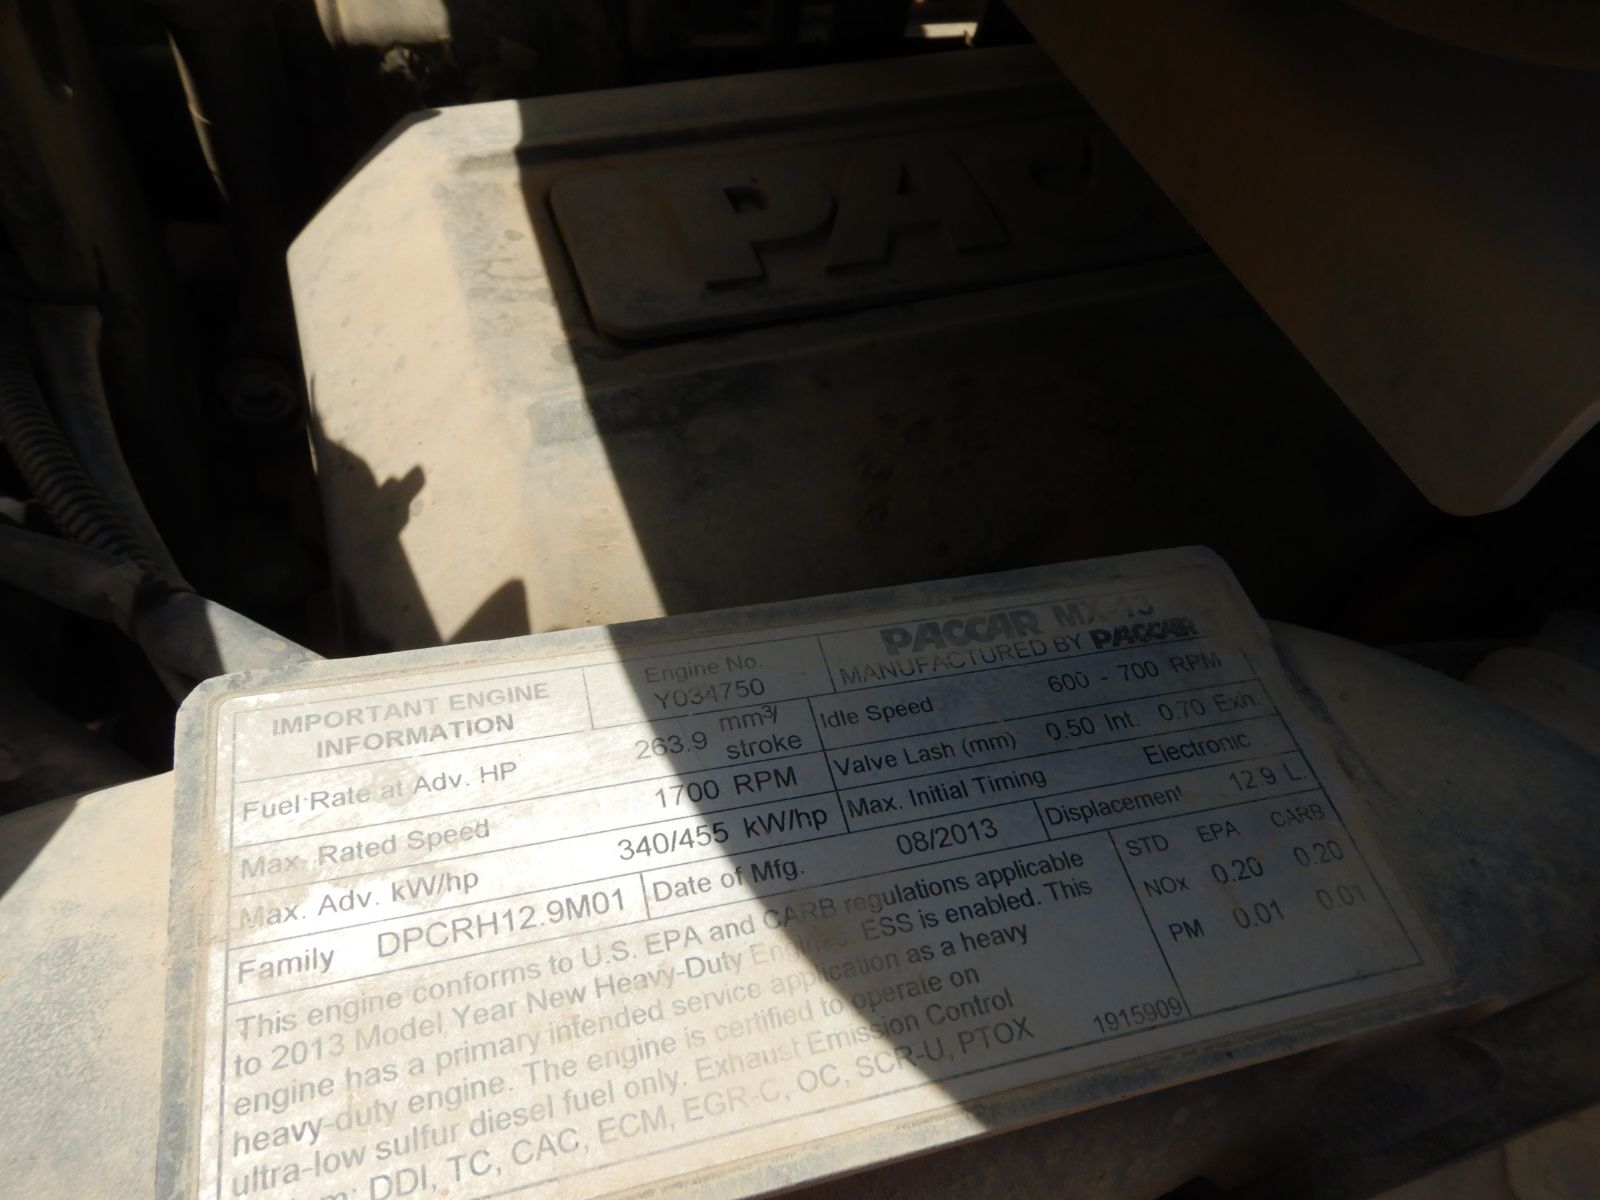 PAC
IMPORTANT ENGINE
INFORMATION
Engine No.
Y034750
PACCAR MX-13
MANUFACTURED BY PACCAR
Fuel Rate at Adv. HP 263.9 mm³/
stroke
Idle Speed 600 - 700 RPM
Max. Rated Speed 1700 RPM
Valve Lash (mm) 0.50 Int. 0.70 Exh.
Max. Adv. kW/hp 340/455 kW/hp
Max. Initial Timing Electronic
Family DPCRH12.9M01
Date of Mfg. 08/2013
Displacement 12.9 L.
This engine conforms to U.S. EPA and CARB regulations applicable
to 2013 Model Year New Heavy-Duty Engines. ESS is enabled. This
engine has a primary intended service application as a heavy
heavy-duty engine. The engine is certified to operate on
ultra-low sulfur diesel fuel only. Exhaust Emission Control
DDI, TC, CAC, ECM, EGR-C, OC, SCR-U, PTOX
STD EPA CARB
NOx 0.20 0.20
PM 0.01 0.01
1915909